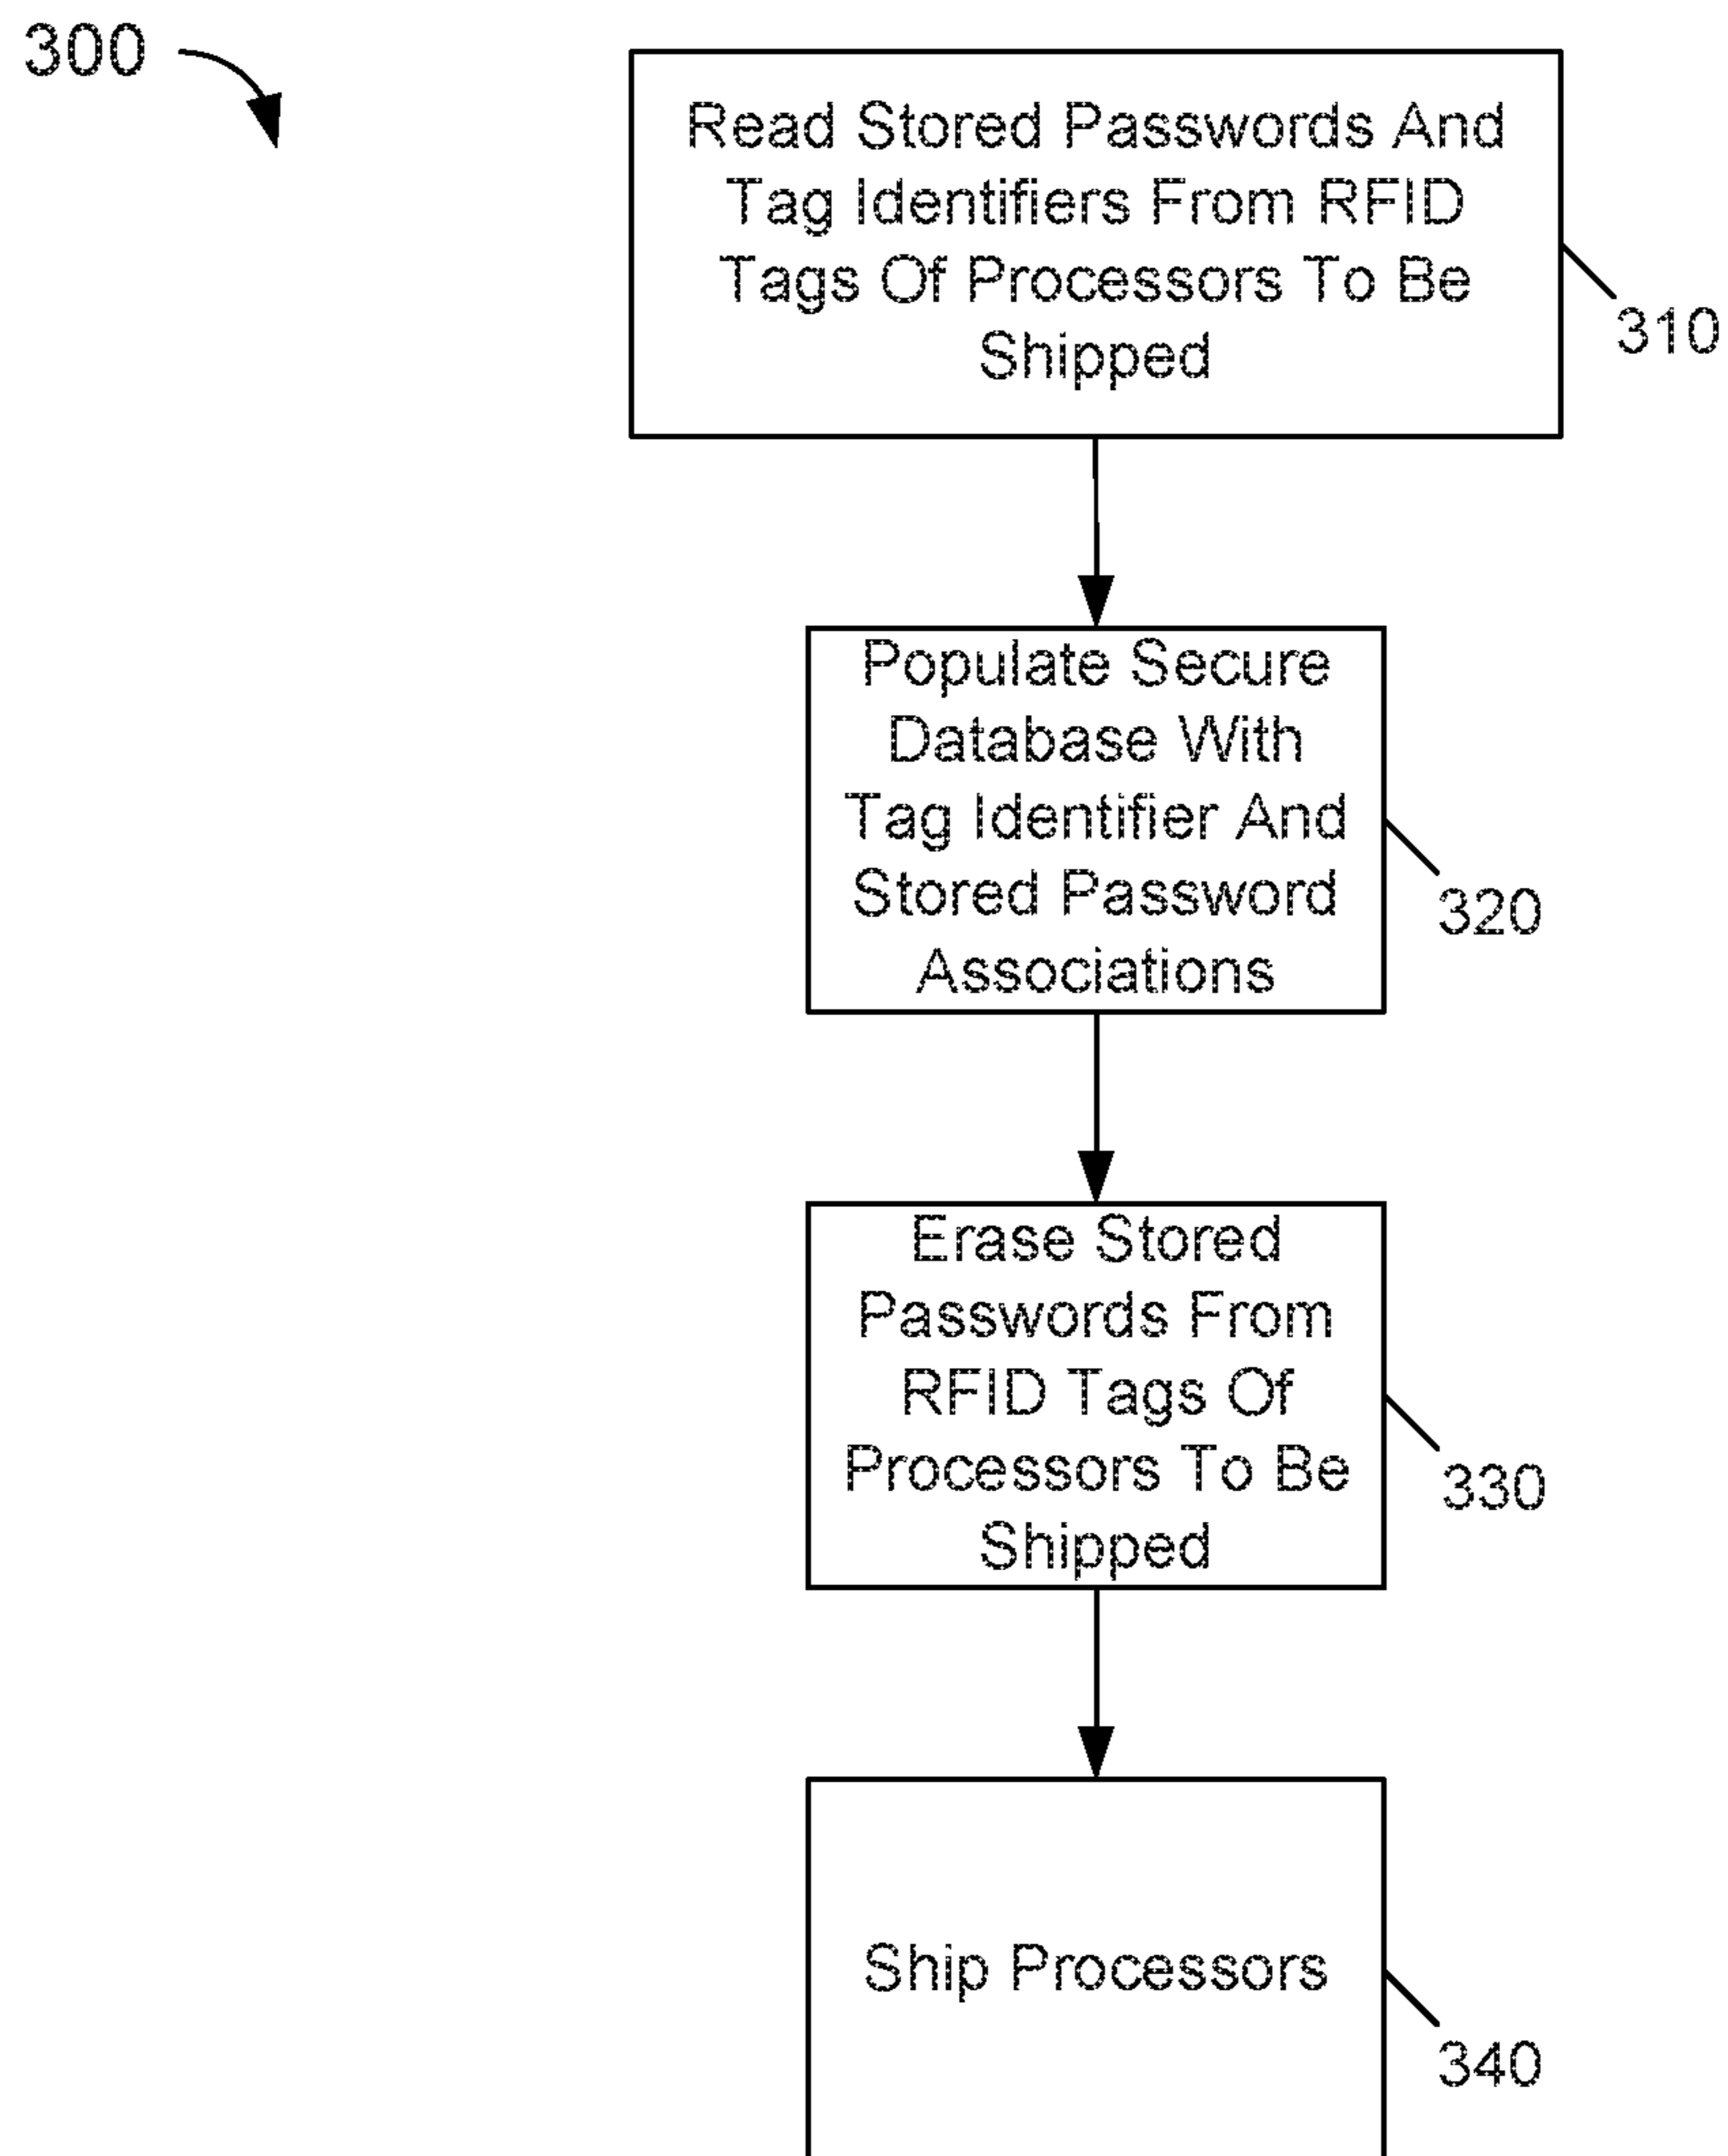 300
Read Stored Passwords And
Tag Identifiers From RFID
Tags Of Processors To Be
Shipped
310
Populate Secure
Database With
Tag Identifier And
Stored Password
Associations
320
Erase Stored
Passwords From
RFID Tags Of
Processors To Be
Shipped
330
Ship Processors
340